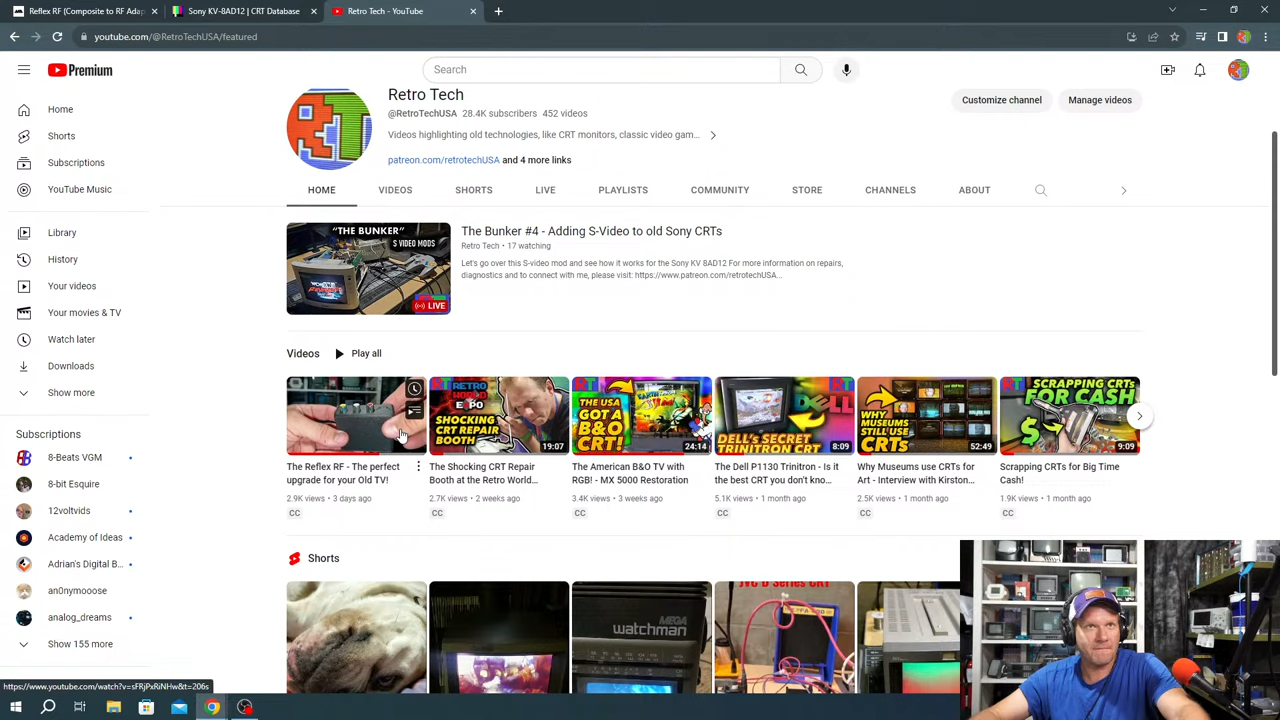 Reflex RF (Composite to RF Adap
Sony KV-8AD12 | CRT Database
Retro Tech - YouTube
youtube.com/@RetroTechUSA/featured
Premium
Search
Home
Shorts
Subscriptions
YouTube Music
Library
History
Your videos
Your movies & TV
Watch later
Downloads
Show more
Subscriptions
8-Beats VGM
8-bit Esquire
12voltvids
Academy of Ideas
Adrian's Digital B...
an0nymooose
analog_dreams
Show 155 more
Retro Tech
@RetroTechUSA 28.4K subscribers 452 videos
Videos highlighting old technologies, like CRT monitors, classic video gam...
patreon.com/retrotechUSA and 4 more links
Customize channel
Manage videos
HOME VIDEOS SHORTS LIVE PLAYLISTS COMMUNITY STORE CHANNELS ABOUT
"THE BUNKER"
S VIDEO MODS
LIVE
The Bunker #4 - Adding S-Video to old Sony CRTs
Retro Tech • 17 watching
Let's go over this S-video mod and see how it works for the Sony KV 8AD12 For more information on repairs,
diagnostics and to connect with me, please visit: https://www.patreon.com/retrotechUSA...
Videos
Play all
The Reflex RF - The perfect
upgrade for your Old TV!
2.9K views • 3 days ago
CC
RETRO
WORLD
EXPO
SHOCKING
CRT REPAIR
BOOTH
19:07
The Shocking CRT Repair
Booth at the Retro World...
2.7K views • 2 weeks ago
CC
THE USA
GOT A
B&O
CRT!
24:14
The American B&O TV with
RGB! - MX 5000 Restoration
3.4K views • 3 weeks ago
CC
DELL
DELL'S SECRET
TRINITRON CRT
8:09
The Dell P1130 Trinitron - Is it
the best CRT you don't kno...
5.1K views • 1 month ago
CC
WHY
MUSEUMS
STILL USE
CRTs
52:49
Why Museums use CRTs for
Art - Interview with Kirston...
2.5K views • 1 month ago
CC
SCRAPPING CRTs
FOR CASH
9:09
Scrapping CRTs for Big Time
Cash!
1.9K views • 1 month ago
CC
Shorts
MEGA
watchman
JVC D Series CRT
https://www.youtube.com/watch?v=sFRjPxRiNHw&t=206s